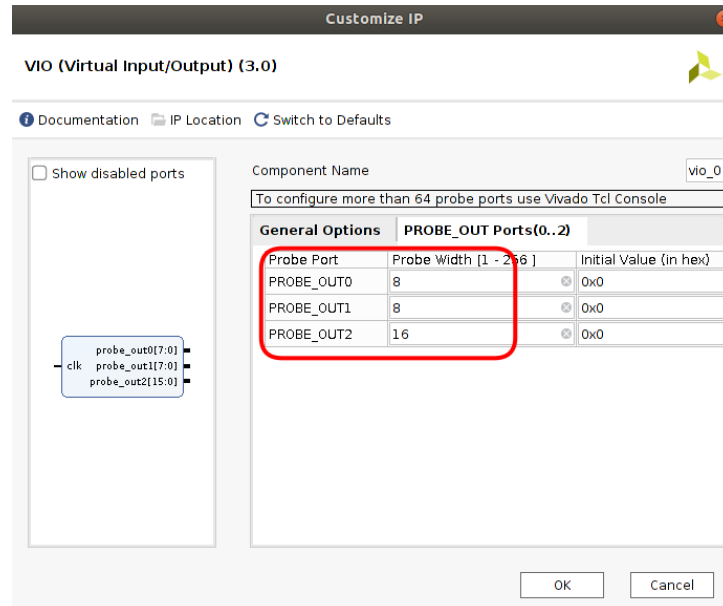 Customize IP
VIO (Virtual Input/Output) (3.0)
Documentation IP Location Switch to Defaults
Show disabled ports
probe_out0[7:0]
clk probe_out1[7:0]
probe_out2[15:0]
Component Name vio_0
To configure more than 64 probe ports use Vivado Tcl Console
General Options PROBE_OUT Ports(0..2)
Probe Port Probe Width [1 - 256 ] Initial Value (in hex)
PROBE_OUT0 8 0x0
PROBE_OUT1 8 0x0
PROBE_OUT2 16 0x0
OK Cancel